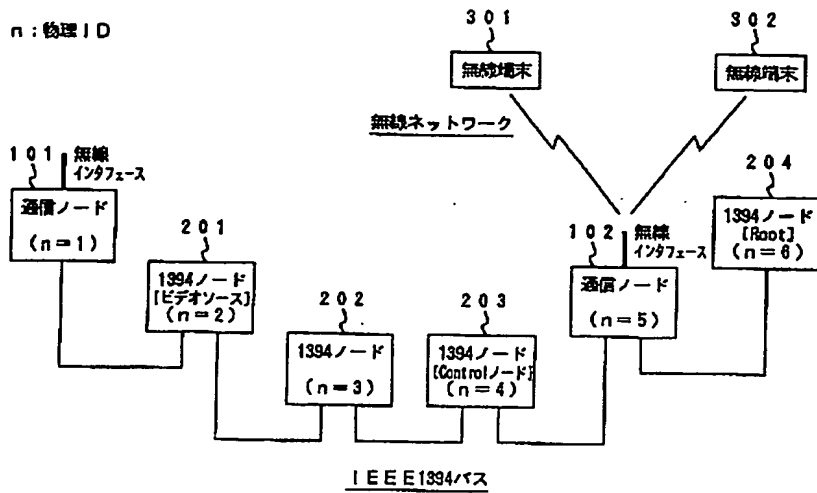 n：物理ID
301
302
無線端末
無線端末
無線ネットワーク
101
無線
インタフェース
通信ノード
(n=1)
201
1394ノード
[ビデオソース]
(n=2)
202
1394ノード
(n=3)
203
1394ノード
[Controlノード]
(n=4)
102
無線
インタフェース
通信ノード
(n=5)
204
1394ノード
[Root]
(n=6)
IEEE1394バス